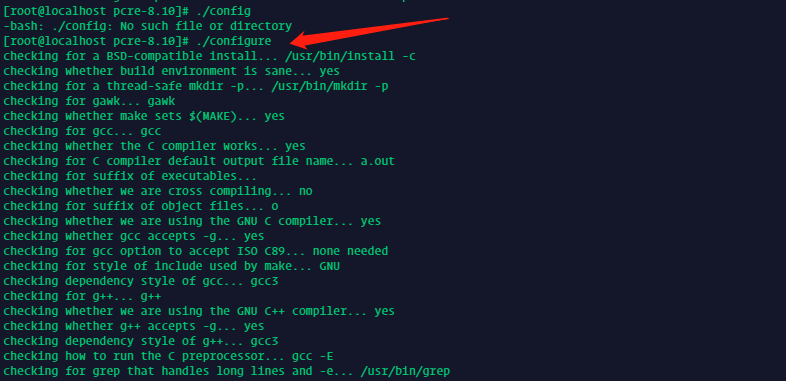 [root@localhost pcre-8.10]# ./config
-bash: ./config: No such file or directory
[root@localhost pcre-8.10]# ./configure
checking for a BSD-compatible install... /usr/bin/install -c
checking whether build environment is sane... yes
checking for a thread-safe mkdir -p... /usr/bin/mkdir -p
checking for gawk... gawk
checking whether make sets $(MAKE)... yes
checking for gcc... gcc
checking whether the C compiler works... yes
checking for C compiler default output file name... a.out
checking for suffix of executables...
checking whether we are cross compiling... no
checking for suffix of object files... o
checking whether we are using the GNU C compiler... yes
checking whether gcc accepts -g... yes
checking for gcc option to accept ISO C89... none needed
checking for style of include used by make... GNU
checking dependency style of gcc... gcc3
checking for g++... g++
checking whether we are using the GNU C++ compiler... yes
checking whether g++ accepts -g... yes
checking dependency style of g++... gcc3
checking how to run the C preprocessor... gcc -E
checking for grep that handles long lines and -e... /usr/bin/grep